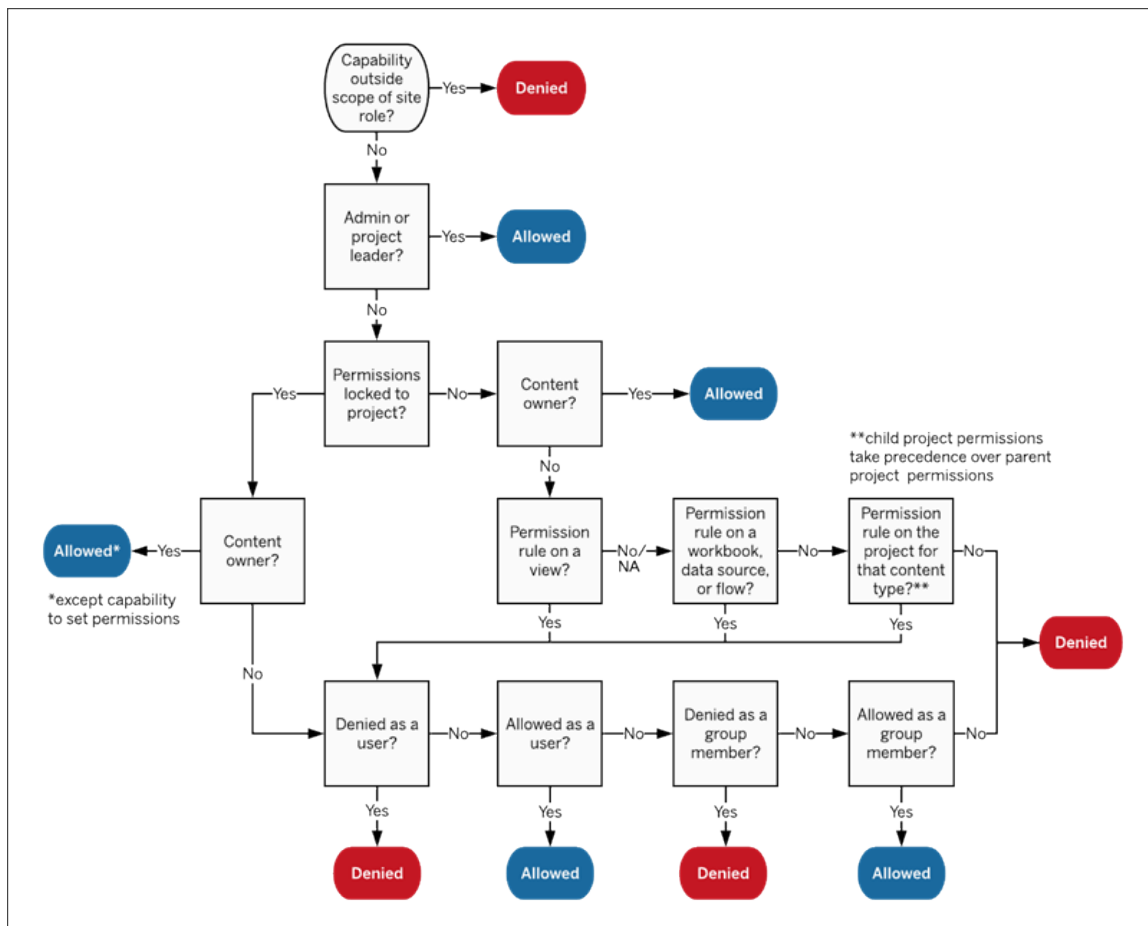 Capability
outside
scope of site
role?
Yes
Denied
No
Admin or
project
leader?
Yes
Allowed
No
Permissions
locked to
project?
Yes
No
Content
owner?
Yes
Allowed
No
**child project permissions
take precedence over parent
project permissions
Allowed*
Yes
Content
owner?
*except capability
to set permissions
No
Permission
rule on a
view?
No/
NA
Permission
rule on a
workbook,
data source,
or flow?
No
Permission
rule on the
project for
that content
type?**
No
Yes
Yes
Yes
Denied
Denied as a
user?
No
Allowed as a
user?
No
Denied as a
group
member?
No
Allowed as a
group
member?
No
Yes
Yes
Yes
Yes
Denied
Allowed
Denied
Allowed